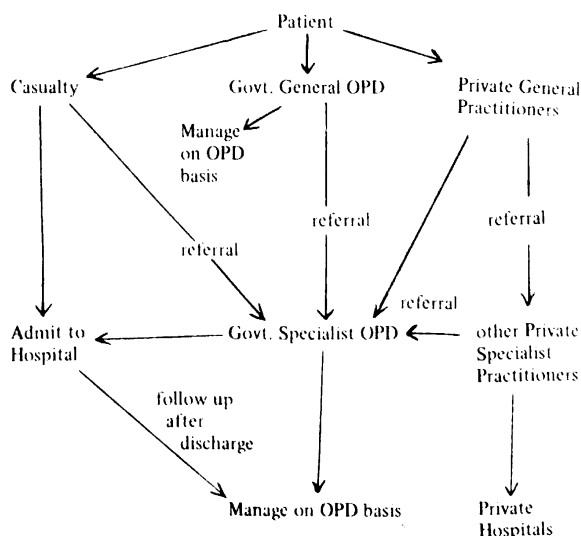 Patient
Casualty
Govt. General OPD
Private General
Practitioners
Manage
on OPD
basis
referral
referral
referral
referral
Admit to
Hospital
Govt. Specialist OPD
other Private
Specialist
Practitioners
follow up
after
discharge
Manage on OPD basis
Private
Hospitals